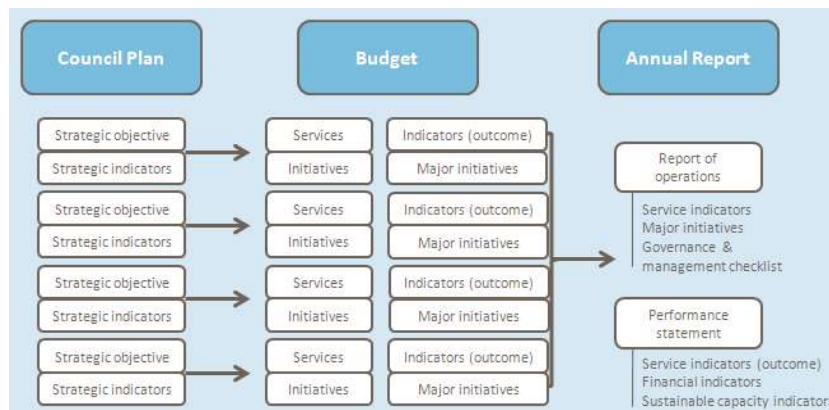 Council Plan
Budget
Annual Report
Strategic objective
Strategic indicators
Services
Initiatives
Indicators (outcome)
Major initiatives
Strategic objective
Strategic indicators
Services
Initiatives
Indicators (outcome)
Major initiatives
Strategic objective
Strategic indicators
Services
Initiatives
Indicators (outcome)
Major initiatives
Strategic objective
Strategic indicators
Services
Initiatives
Indicators (outcome)
Major initiatives
Report of
operations
Service indicators
Major initiatives
Governance &
management checklist
Performance
statement
Service indicators (outcome)
Financial indicators
Sustainable capacity indicator